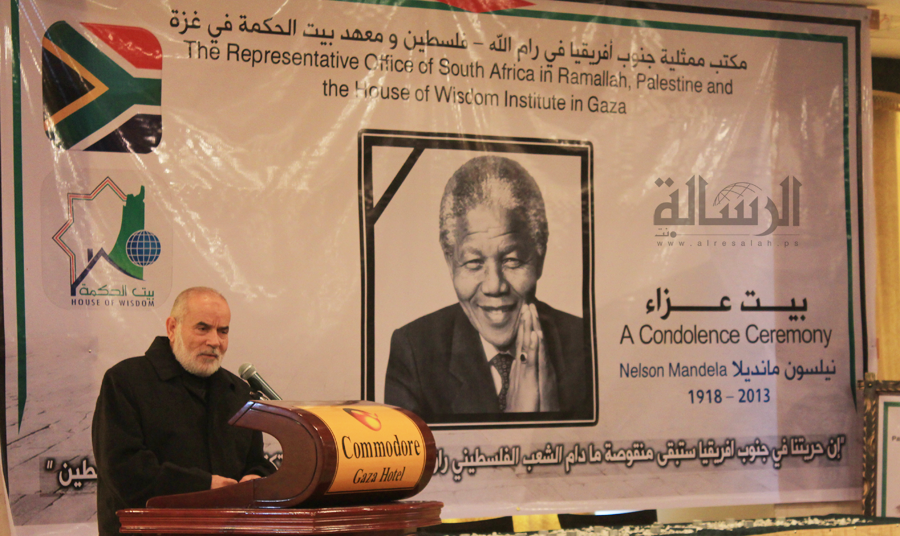 مكتب ممثلية جنوب أفريقيا في رام الله - فلسطين و معهد بيت الحكمة في غزة
The Representative Office of South Africa in Ramallah, Palestine and
the House of Wisdom Institute in Gaza
الرسالة
نت
www.alresalah.ps
بيت الحكمة
HOUSE OF WISDOM
بيت عـــزاء
A Condolence Ceremony
Nelson Mandela نيلسون مانديلا
1918 – 2013
"إن حريتنا في جنوب افريقيا ستبقى منقوصة ما دام الشعب الفلسطيني
Commodore
Gaza Hotel